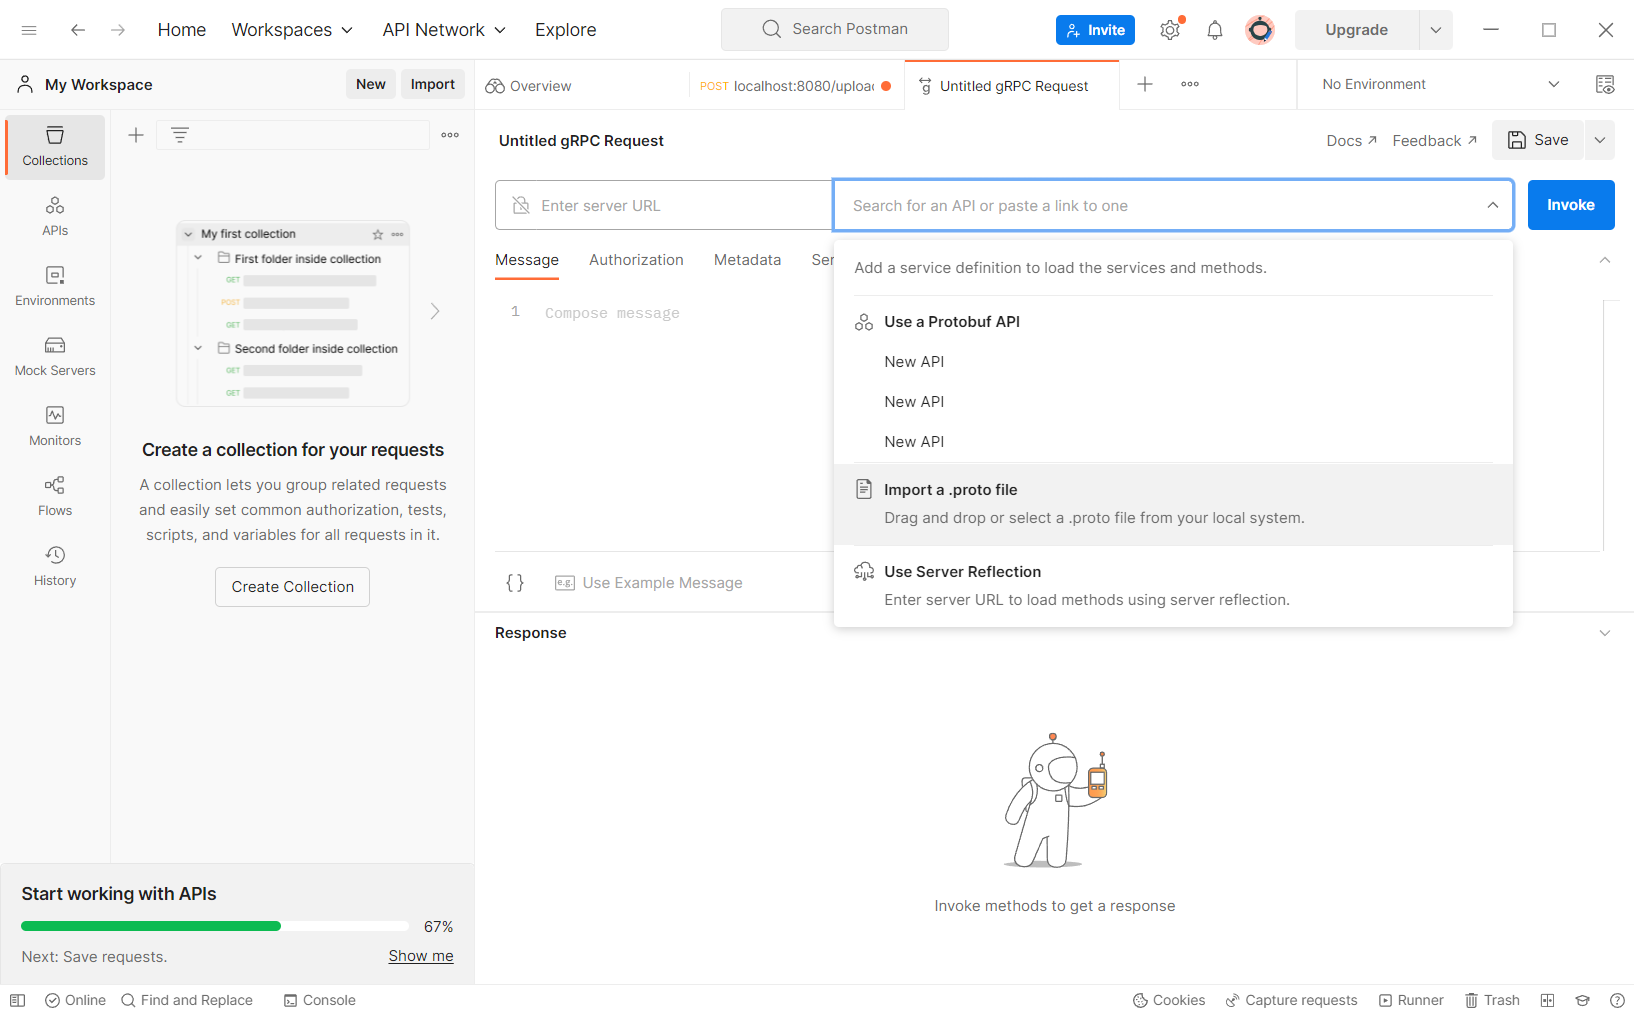 Home
Workspaces
API Network
Explore
Search Postman
Invite
Upgrade
My Workspace
New
Import
Overview
POST localhost:8080/uploac
Untitled gRPC Request
No Environment
Collections
APIs
Environments
Mock Servers
Monitors
Flows
History
My first collection
First folder inside collection
GET
POST
GET
Second folder inside collection
GET
GET
Create a collection for your requests
A collection lets you group related requests
and easily set common authorization, tests,
scripts, and variables for all requests in it.
Create Collection
Start working with APIs
67%
Next: Save requests.
Show me
Untitled gRPC Request
Docs
Feedback
Save
Enter server URL
Search for an API or paste a link to one
Invoke
Message
Authorization
Metadata
Ser
1
Compose message
Add a service definition to load the services and methods.
Use a Protobuf API
New API
New API
New API
Import a .proto file
Drag and drop or select a .proto file from your local system.
Use Server Reflection
Enter server URL to load methods using server reflection.
{}
e.g. Use Example Message
Response
Invoke methods to get a response
Online
Find and Replace
Console
Cookies
Capture requests
Runner
Trash